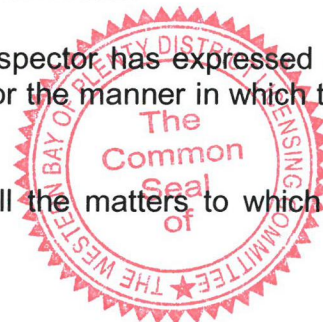 spector has expressed
or the manner in which t
ll the matters to which
THE WESTERN BAY OF PLENTY DISTRICT LICENSING COMMITTEE
The
Common
Seal
of